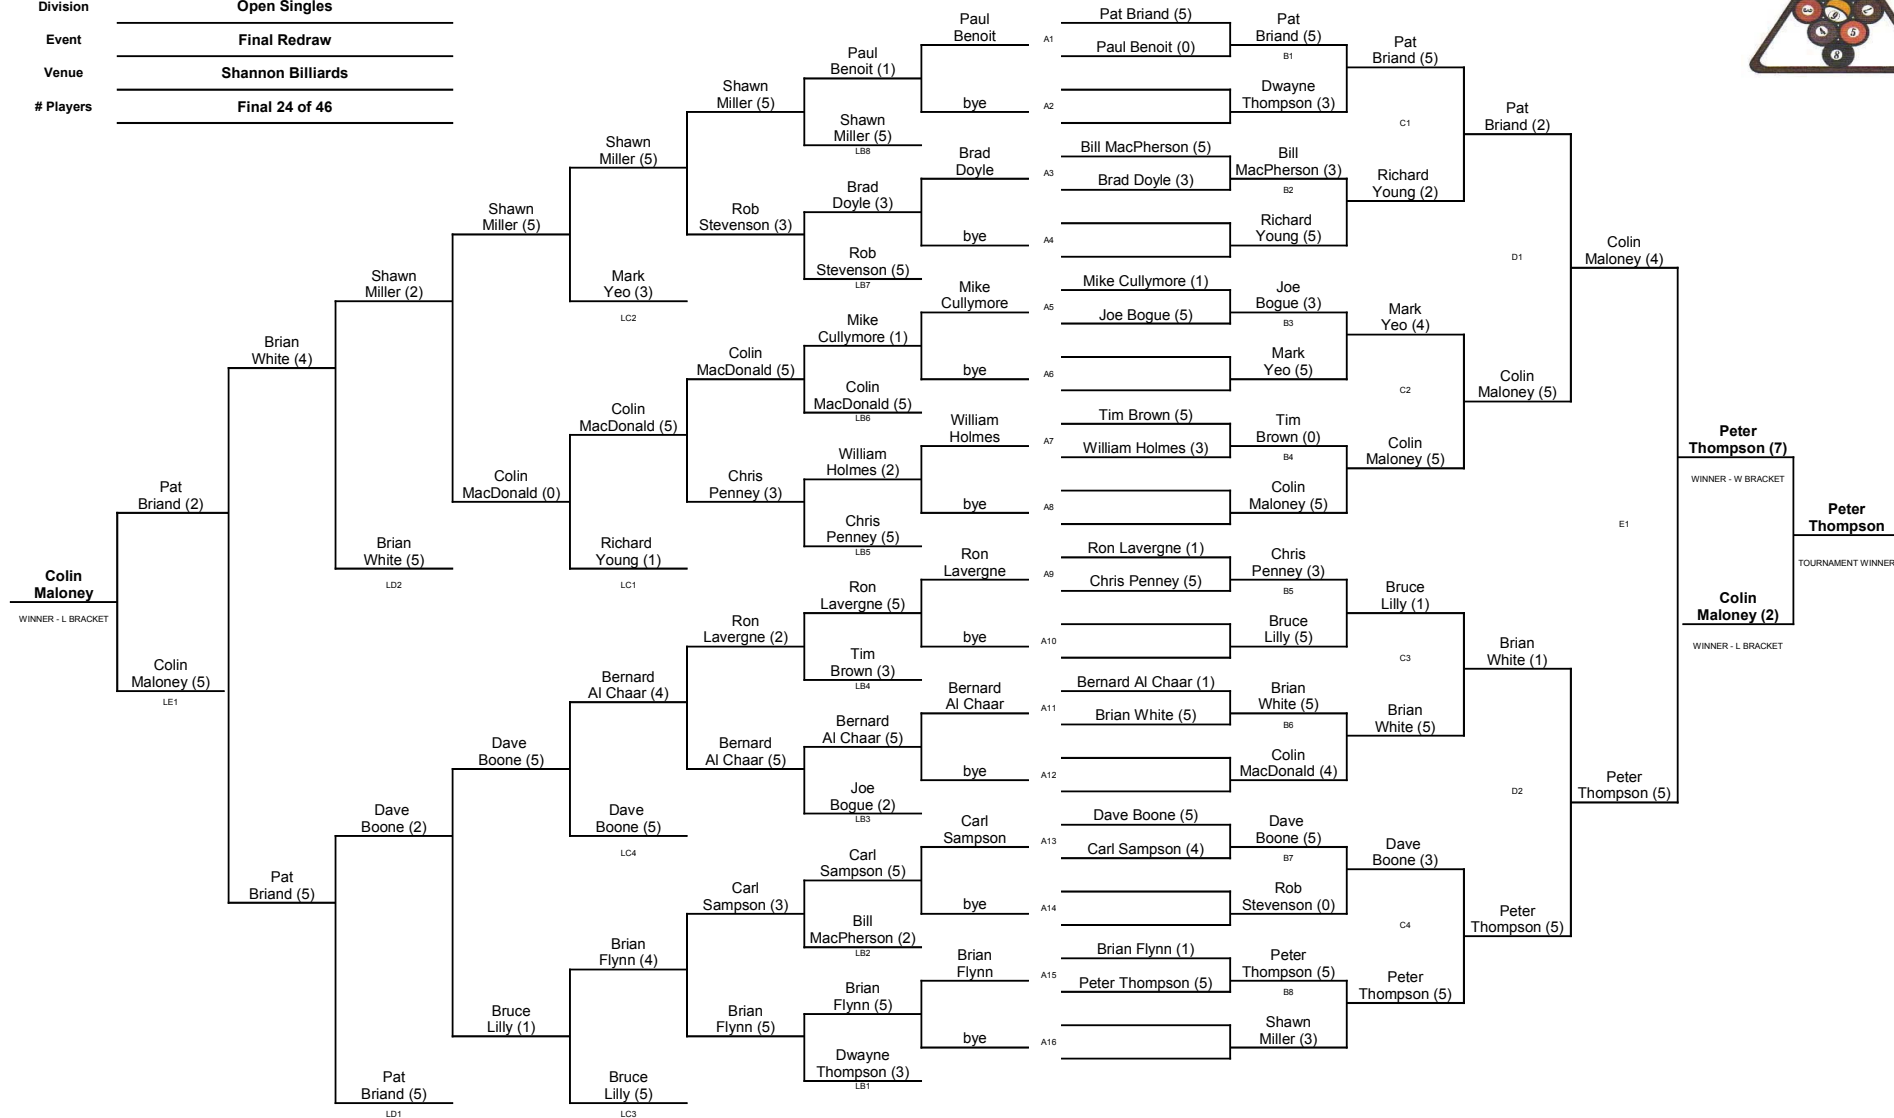 Division Open Singles
Event Final Redraw
Venue Shannon Billiards
# Players Final 24 of 46
Colin
Maloney
WINNER - L BRACKET
Pat
Briand (2)
Colin
Maloney (5)
LE1
Brian
White (4)
Pat
Briand (5)
Shawn
Miller (2)
Brian
White (5)
LD2
Dave
Boone (2)
Pat
Briand (5)
LD1
Shawn
Miller (5)
Colin
MacDonald (0)
Dave
Boone (5)
Bruce
Lilly (1)
Shawn
Miller (5)
Mark
Yeo (3)
LC2
Colin
MacDonald (5)
Richard
Young (1)
LC1
Bernard
Al Chaar (4)
Dave
Boone (5)
LC4
Brian
Flynn (4)
Bruce
Lilly (5)
LC3
Shawn
Miller (5)
Rob
Stevenson (3)
Colin
MacDonald (5)
Chris
Penney (3)
Ron
Lavergne (2)
Bernard
Al Chaar (5)
Carl
Sampson (3)
Brian
Flynn (5)
Paul
Benoit (1)
Shawn
Miller (5)
LB8
Brad
Doyle (3)
Rob
Stevenson (5)
LB7
Mike
Cullymore (1)
Colin
MacDonald (5)
LB6
William
Holmes (2)
Chris
Penney (5)
LB5
Ron
Lavergne (5)
Tim
Brown (3)
LB4
Bernard
Al Chaar (5)
Joe
Bogue (2)
LB3
Carl
Sampson (5)
Bill
MacPherson (2)
LB2
Brian
Flynn (5)
Dwayne
Thompson (3)
LB1
Paul
Benoit
bye
Brad
Doyle
bye
Mike
Cullymore
bye
William
Holmes
bye
Ron
Lavergne
bye
Bernard
Al Chaar
bye
Carl
Sampson
bye
Brian
Flynn
bye
A1
A2
A3
A4
A5
A6
A7
A8
A9
A10
A11
A12
A13
A14
A15
A16
Pat Briand (5)
Paul Benoit (0)
Bill MacPherson (5)
Brad Doyle (3)
Mike Cullymore (1)
Joe Bogue (5)
Tim Brown (5)
William Holmes (3)
Ron Lavergne (1)
Chris Penney (5)
Bernard Al Chaar (1)
Brian White (5)
Dave Boone (5)
Carl Sampson (4)
Brian Flynn (1)
Peter Thompson (5)
Pat
Briand (5)
B1
Dwayne
Thompson (3)
Bill
MacPherson (3)
B2
Richard
Young (5)
Joe
Bogue (3)
B3
Mark
Yeo (5)
Tim
Brown (0)
B4
Colin
Maloney (5)
Chris
Penney (3)
B5
Bruce
Lilly (5)
Brian
White (5)
B6
Colin
MacDonald (4)
Dave
Boone (5)
B7
Rob
Stevenson (0)
Peter
Thompson (5)
B8
Shawn
Miller (3)
Pat
Briand (5)
C1
Richard
Young (2)
Mark
Yeo (4)
C2
Colin
Maloney (5)
Bruce
Lilly (1)
C3
Brian
White (5)
Dave
Boone (3)
C4
Peter
Thompson (5)
Pat
Briand (2)
D1
Colin
Maloney (5)
Brian
White (1)
D2
Peter
Thompson (5)
Colin
Maloney (4)
E1
Peter
Thompson (5)
Peter
Thompson (7)
WINNER - W BRACKET
Colin
Maloney (2)
WINNER - L BRACKET
Peter
Thompson
TOURNAMENT WINNER